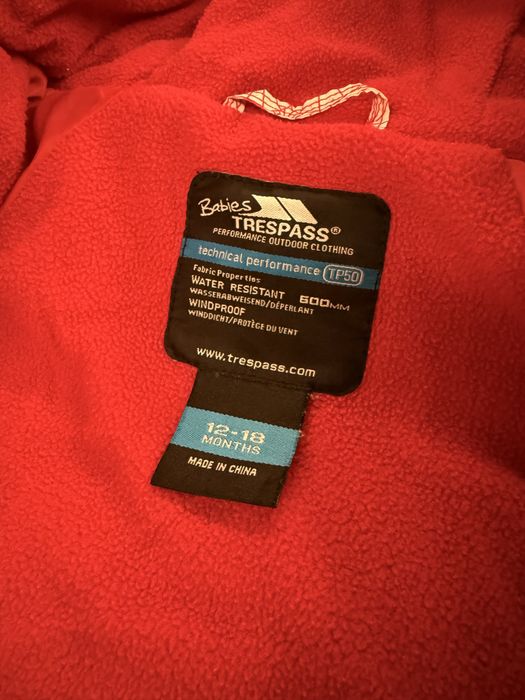 Babies
TRESPASS®
PERFORMANCE OUTDOOR CLOTHING
technical performance TP50
Fabric Properties
WATER RESISTANT 600MM
WASSERABWEISEND/DÉPERLANT
WINDPROOF
WINDDICHT/PROTÈGE DU VENT
www.trespass.com
12-18
MONTHS
MADE IN CHINA